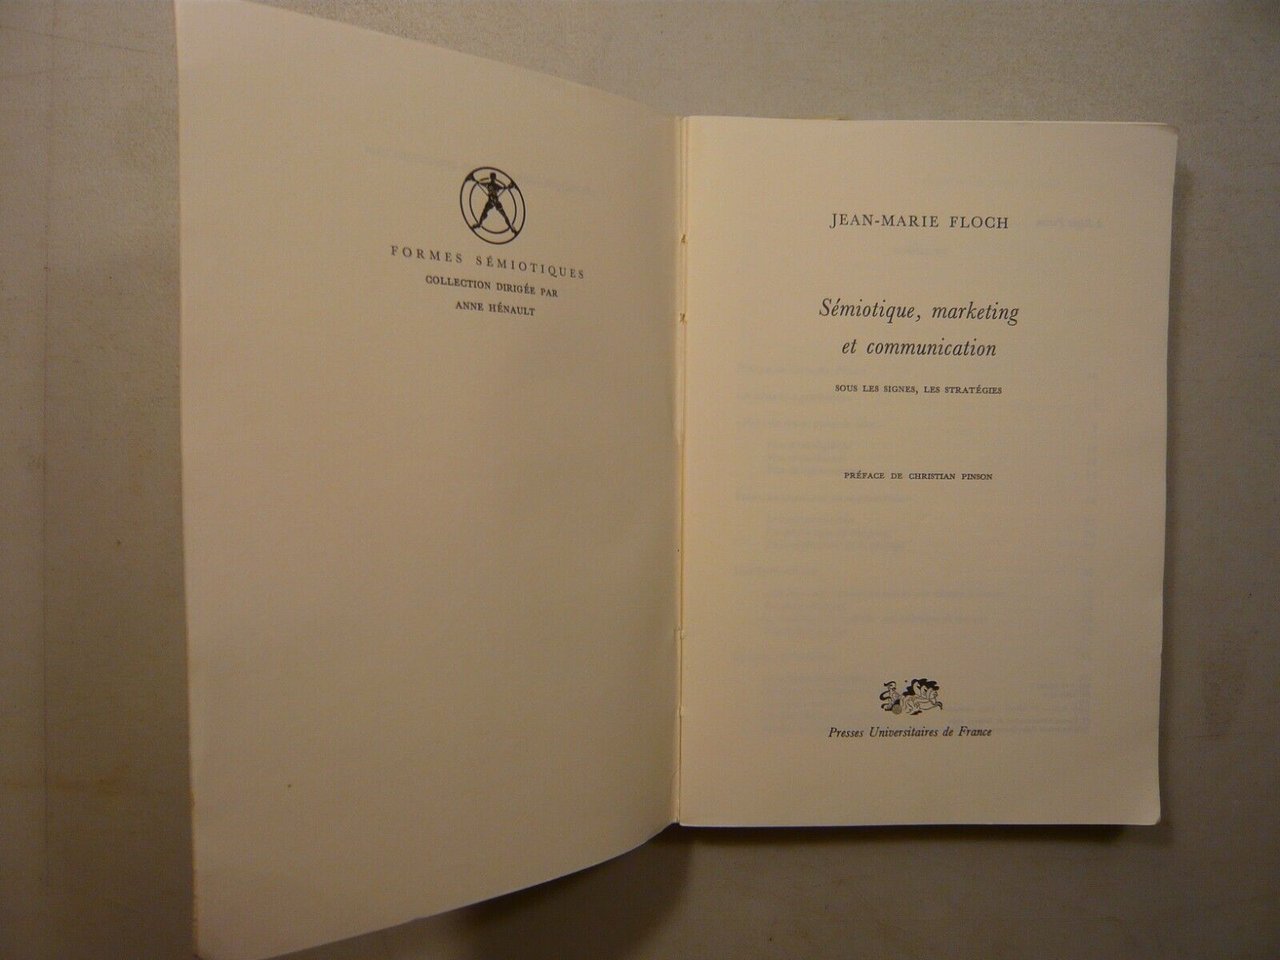 FORMES SÉMIOTIQUES
COLLECTION DIRIGÉE PAR
ANNE HÉNAULT
JEAN-MARIE FLOCH
Sémiotique, marketing
et communication
SOUS LES SIGNES, LES STRATÉGIES
PRÉFACE DE CHRISTIAN PINSON
Presses Universitaires de France